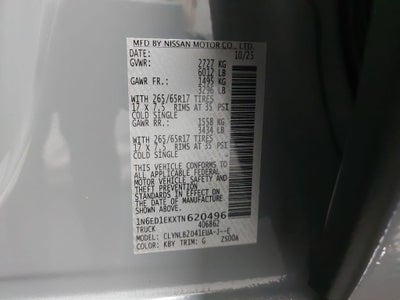 MFD BY NISSAN MOTOR CO., LTD.
DATE: 10/25
GVWR: 2727 KG
6012 LB
GAWR FR.: 1495 KG
3296 LB
WITH 265/65R17 TIRES
17 X 7.5 RIMS AT 35 PSI
COLD SINGLE
GAWR RR.: 1558 KG
3434 LB
WITH 265/65R17 TIRES
17 X 7.5 RIMS AT 35 PSI
COLD SINGLE
THIS VEHICLE CONFORMS TO
ALL APPLICABLE FEDERAL
MOTOR VEHICLE SAFETY AND
THEFT PREVENTION
STANDARDS IN EFFECT ON
THE DATE OF MANUFACTURE
SHOWN ABOVE.
1N6ED1EKXTN620496
TRUCK 406862
MODEL: CLYNLBZD41EUA-J--E
COLOR: KBY TRIM: G ZSD0A